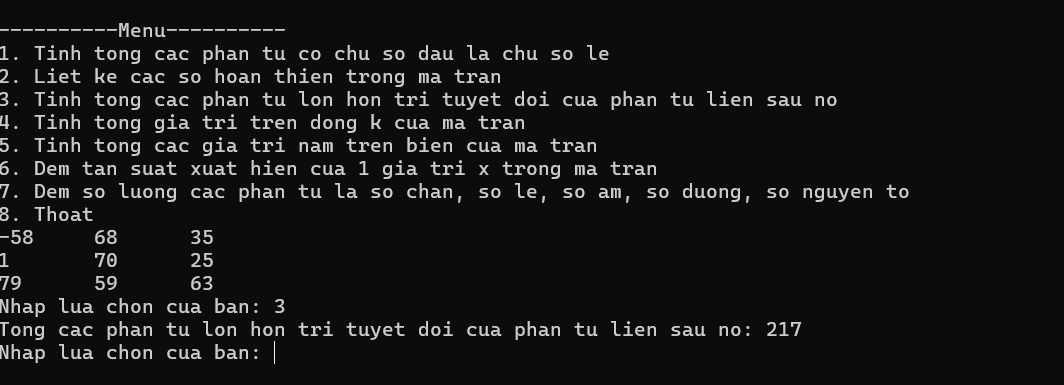 ----------Menu----------
1. Tinh tong cac phan tu co chu so dau la chu so le
2. Liet ke cac so hoan thien trong ma tran
3. Tinh tong cac phan tu lon hon tri tuyet doi cua phan tu lien sau no
4. Tinh tong gia tri tren dong k cua ma tran
5. Tinh tong cac gia tri nam tren bien cua ma tran
6. Dem tan suat xuat hien cua 1 gia tri x trong ma tran
7. Dem so luong cac phan tu la so chan, so le, so am, so duong, so nguyen to
8. Thoat
-58     68      35
1       70      25
79      59      63
Nhap lua chon cua ban: 3
Tong cac phan tu lon hon tri tuyet doi cua phan tu lien sau no: 217
Nhap lua chon cua ban: